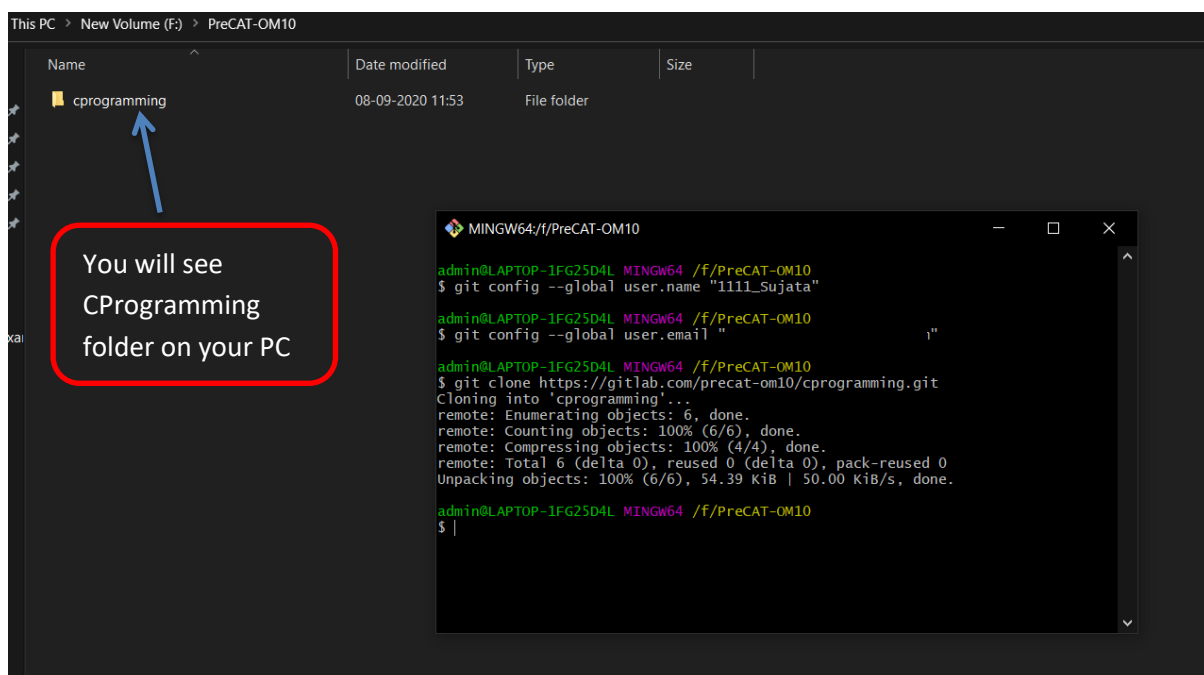 This PC > New Volume (F:) > PreCAT-OM10
Name Date modified Type Size
cprogramming 08-09-2020 11:53 File folder
You will see
CProgramming
folder on your PC
xa
MINGW64:/f/PreCAT-OM10
admin@LAPTOP-1FG25D4L MINGW64 /f/PreCAT-OM10
$ git config --global user.name "1111_Sujata"
admin@LAPTOP-1FG25D4L MINGW64 /f/PreCAT-OM10
$ git config --global user.email " "
admin@LAPTOP-1FG25D4L MINGW64 /f/PreCAT-OM10
$ git clone https://gitlab.com/precat-om10/cprogramming.git
Cloning into 'cprogramming'...
remote: Enumerating objects: 6, done.
remote: Counting objects: 100% (6/6), done.
remote: Compressing objects: 100% (4/4), done.
remote: Total 6 (delta 0), reused 0 (delta 0), pack-reused 0
Unpacking objects: 100% (6/6), 54.39 KiB | 50.00 KiB/s, done.
admin@LAPTOP-1FG25D4L MINGW64 /f/PreCAT-OM10
$